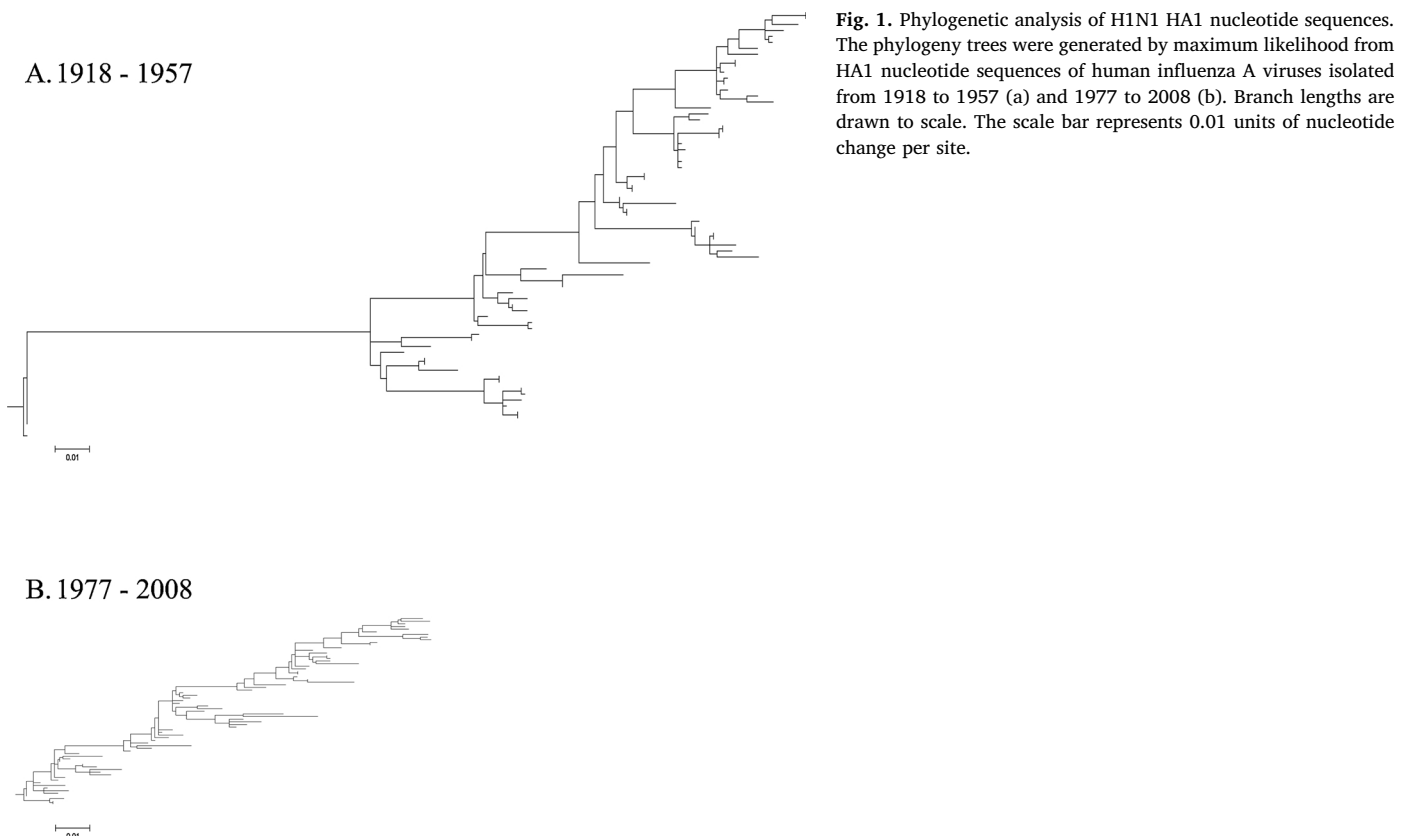 A. 1918 - 1957
0.01
B. 1977 - 2008
0.01
Fig. 1. Phylogenetic analysis of H1N1 HA1 nucleotide sequences.
The phylogeny trees were generated by maximum likelihood from
HA1 nucleotide sequences of human influenza A viruses isolated
from 1918 to 1957 (a) and 1977 to 2008 (b). Branch lengths are
drawn to scale. The scale bar represents 0.01 units of nucleotide
change per site.